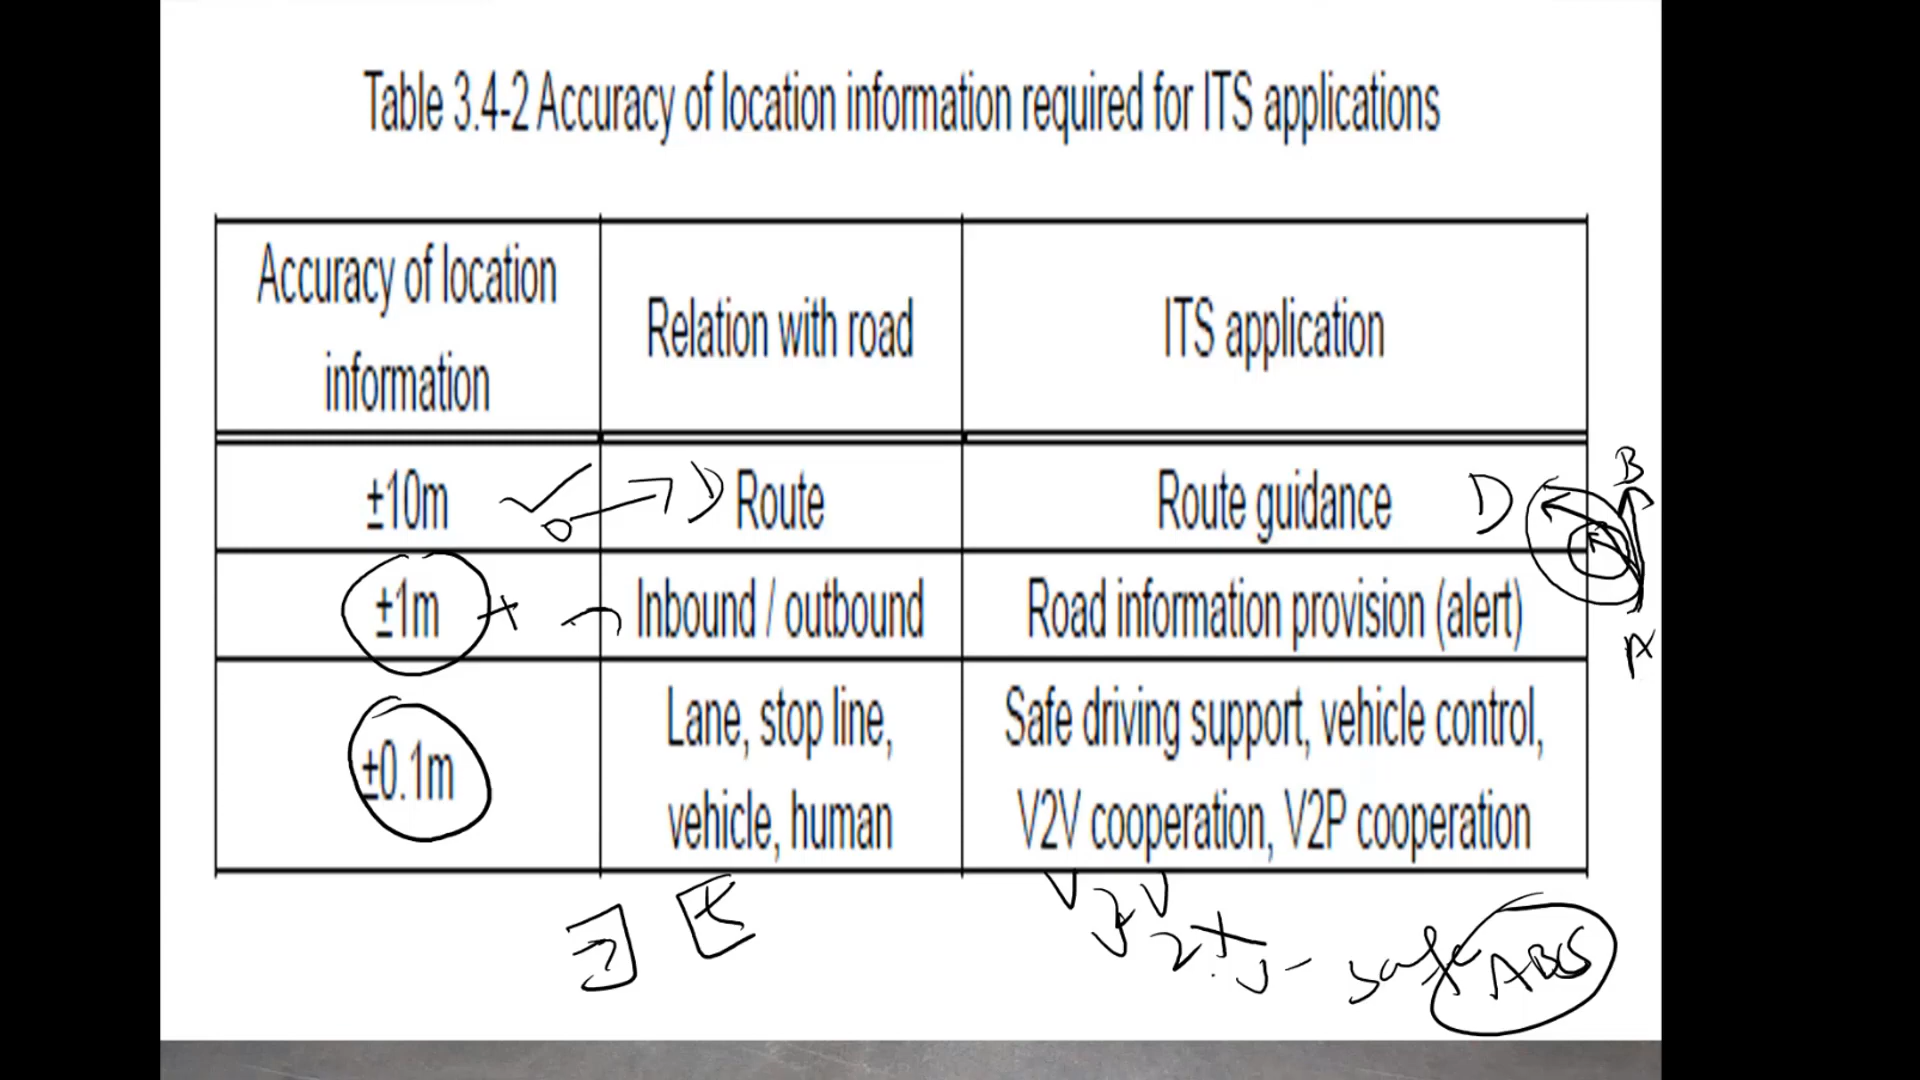 Table 3.4-2 Accuracy of location information required for ITS applications
Accuracy of location
information
Relation with road
ITS application
±10m
Route
Route guidance
B
±1m
Inbound / outbound
Road information provision (alert)
A
±0.1m
Lane, stop line,
vehicle, human
Safe driving support, vehicle control,
V2V cooperation, V2P cooperation
safe ABS